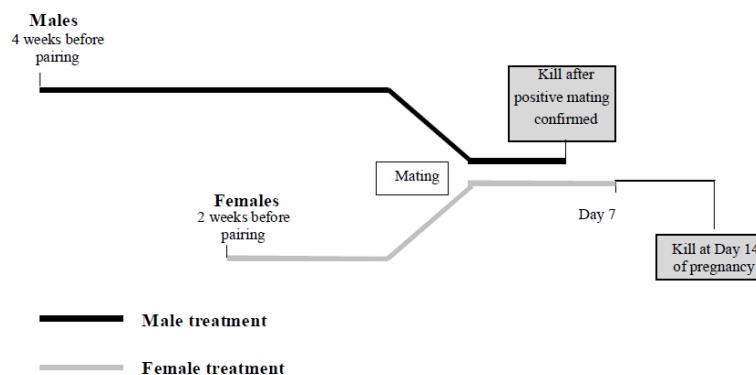 Males
4 weeks before
pairing
Kill after
positive mating
confirmed
Mating
Females
2 weeks before
pairing
Day 7
Kill at Day 14
of pregnancy
Male treatment
Female treatment